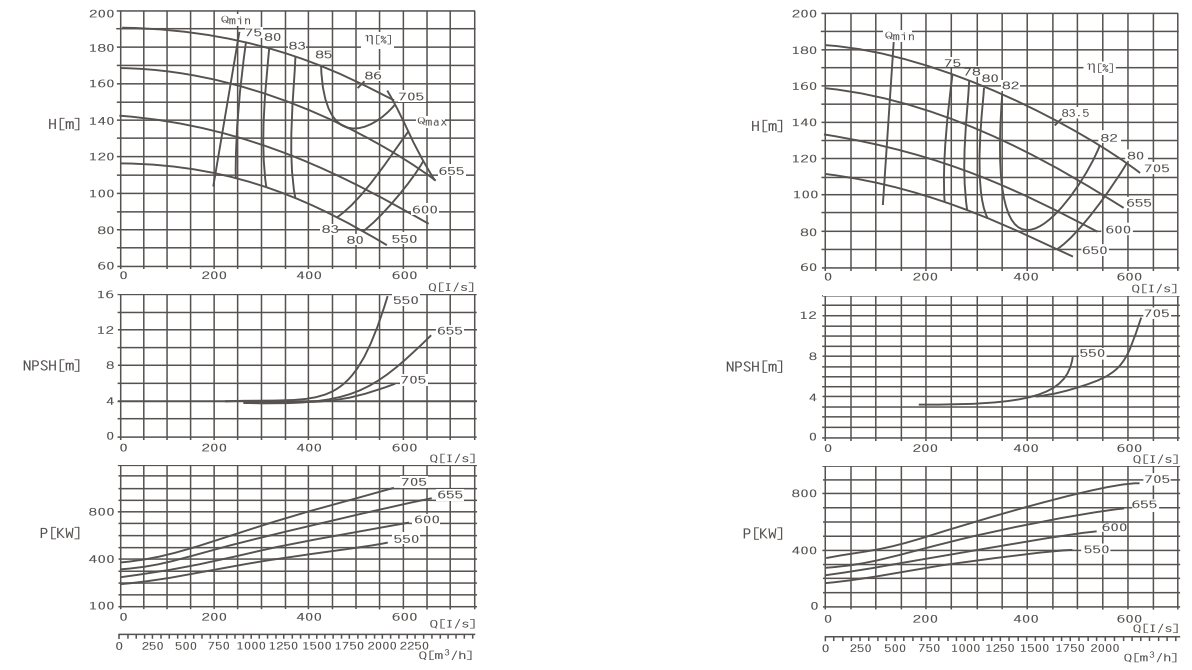 200
180
160
140
120
100
80
60
H[m]
Qmin
75 80 83 85
η[%]
86
705
Qmax
655
600
550
83
80
0 200 400 600
Q[I/s]
16
12
8
4
0
NPSH[m]
550
655
705
0 200 400 600
Q[I/s]
800
400
100
P[KW]
705
655
600
550
0 200 400 600
Q[I/s]
0 250 500 750 1000 1250 1500 1750 2000 2250
Q[m³/h]
200
180
160
140
120
100
80
60
H[m]
Qmin
75 78 80 82
η[%]
83.5
82
80
705
655
600
650
0 200 400 600
Q[I/s]
12
8
4
0
NPSH[m]
705
550
0 200 400 600
Q[I/s]
800
400
0
P[KW]
705
655
600
550
0 200 400 600
Q[I/s]
0 250 500 750 1000 1250 1500 1750 2000
Q[m³/h]